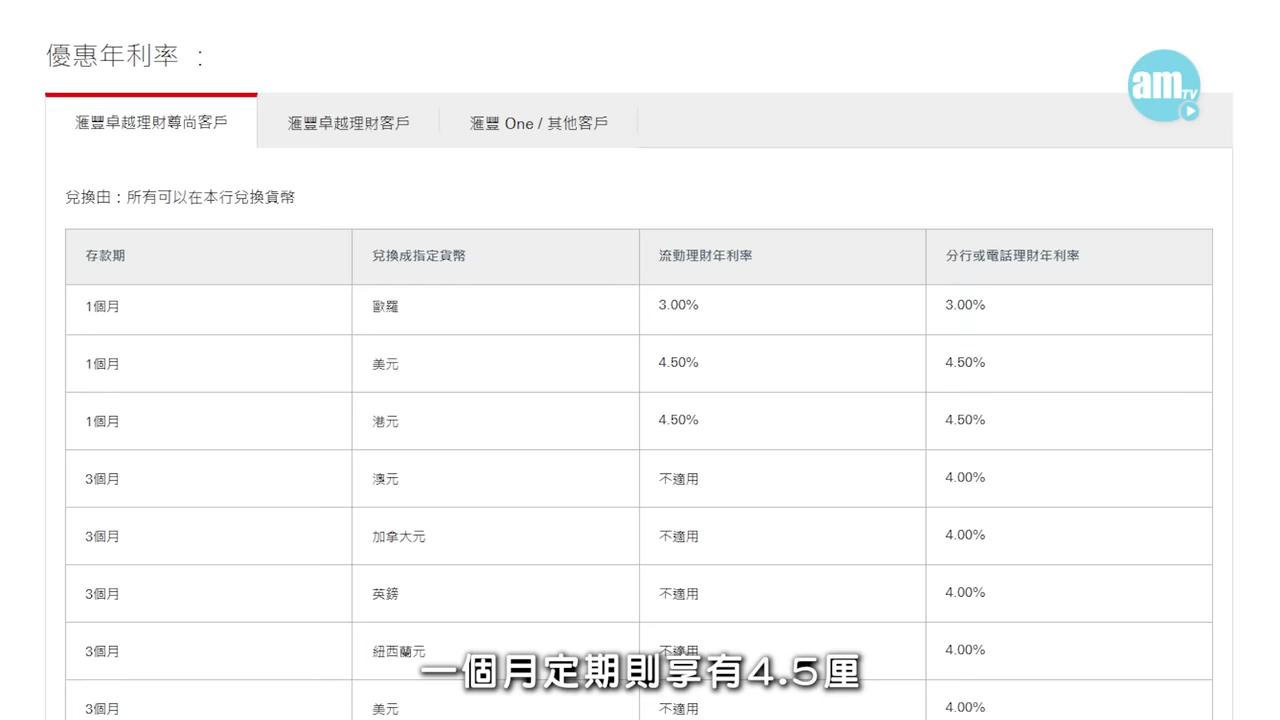 優惠年利率 :
amTV
滙豐卓越理財尊尚客戶 滙豐卓越理財客戶 滙豐 One / 其他客戶
兌換由：所有可以在本行兌換貨幣
存款期 兌換成指定貨幣 流動理財年利率 分行或電話理財年利率
1個月 歐羅 3.00% 3.00%
1個月 美元 4.50% 4.50%
1個月 港元 4.50% 4.50%
3個月 澳元 不適用 4.00%
3個月 加拿大元 不適用 4.00%
3個月 英鎊 不適用 4.00%
3個月 紐西蘭元 不適用 4.00%
一個月定期則享有4.5厘
3個月 美元 不適用 4.00%